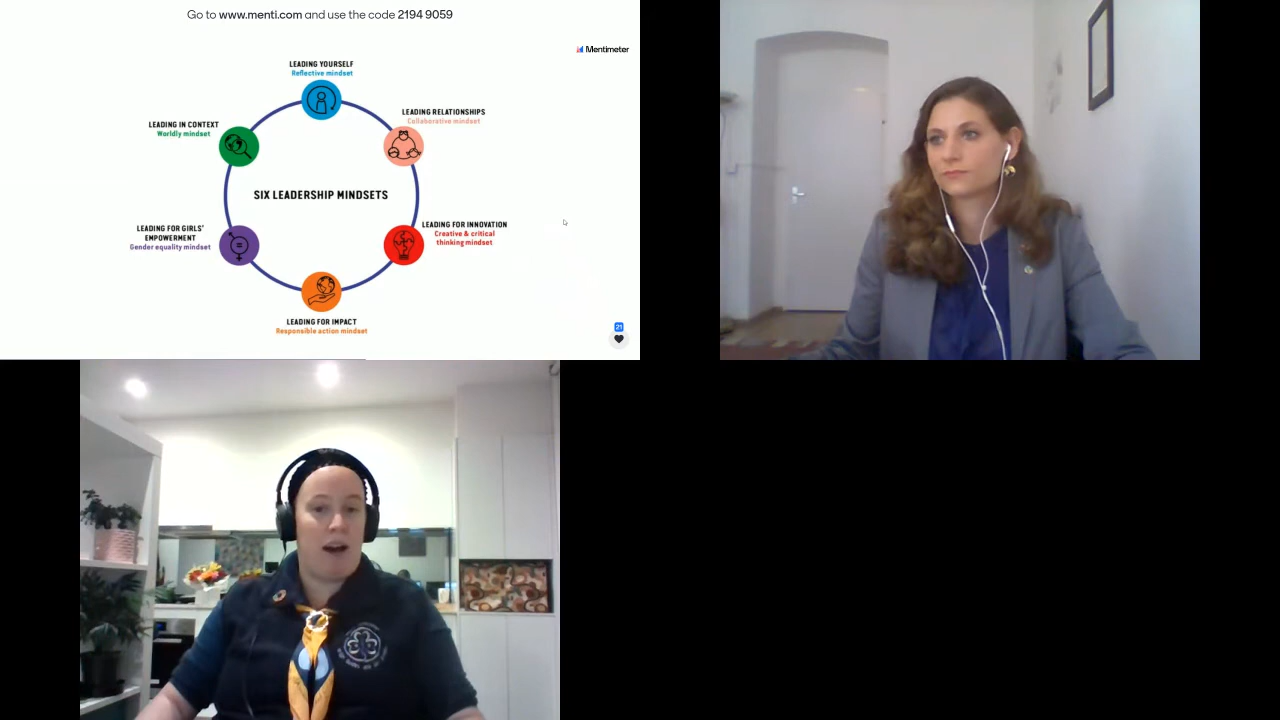 Go to www.menti.com and use the code 2194 9059
Mentimeter
LEADING YOURSELF
Reflective mindset
LEADING RELATIONSHIPS
Collaborative mindset
LEADING IN CONTEXT
Worldly mindset
SIX LEADERSHIP MINDSETS
LEADING FOR GIRLS'
EMPOWERMENT
Gender equality mindset
LEADING FOR INNOVATION
Creative & critical
thinking mindset
LEADING FOR IMPACT
Responsible action mindset
21